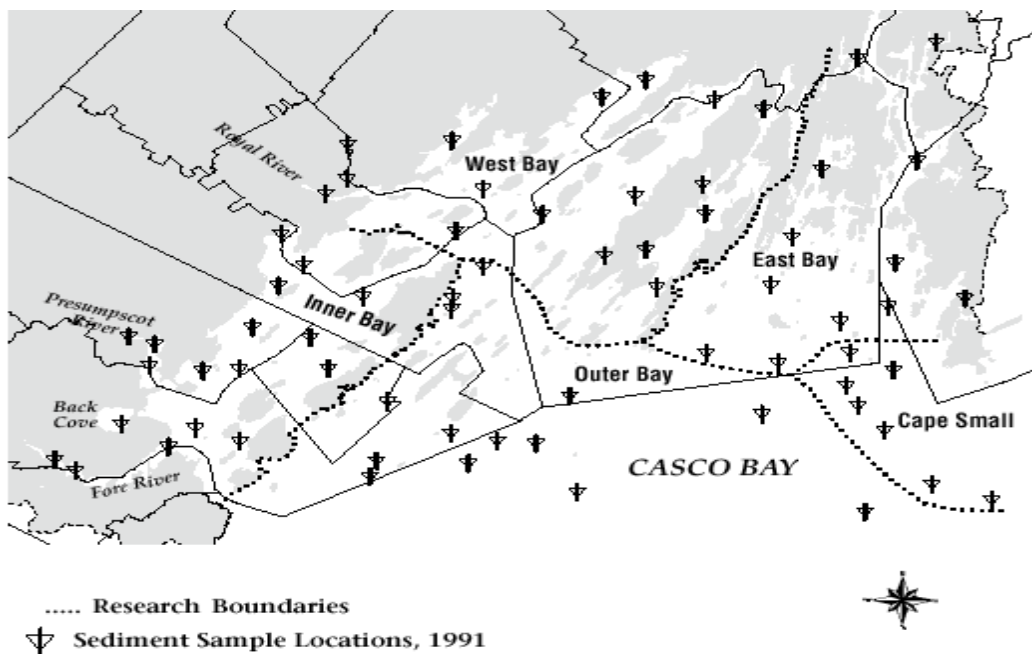 Royal River
West Bay
East Bay
Inner Bay
Presumpscot
River
Outer Bay
Back
Cove
Cape Small
CASCO BAY
Fore River
..... Research Boundaries
Sediment Sample Locations, 1991